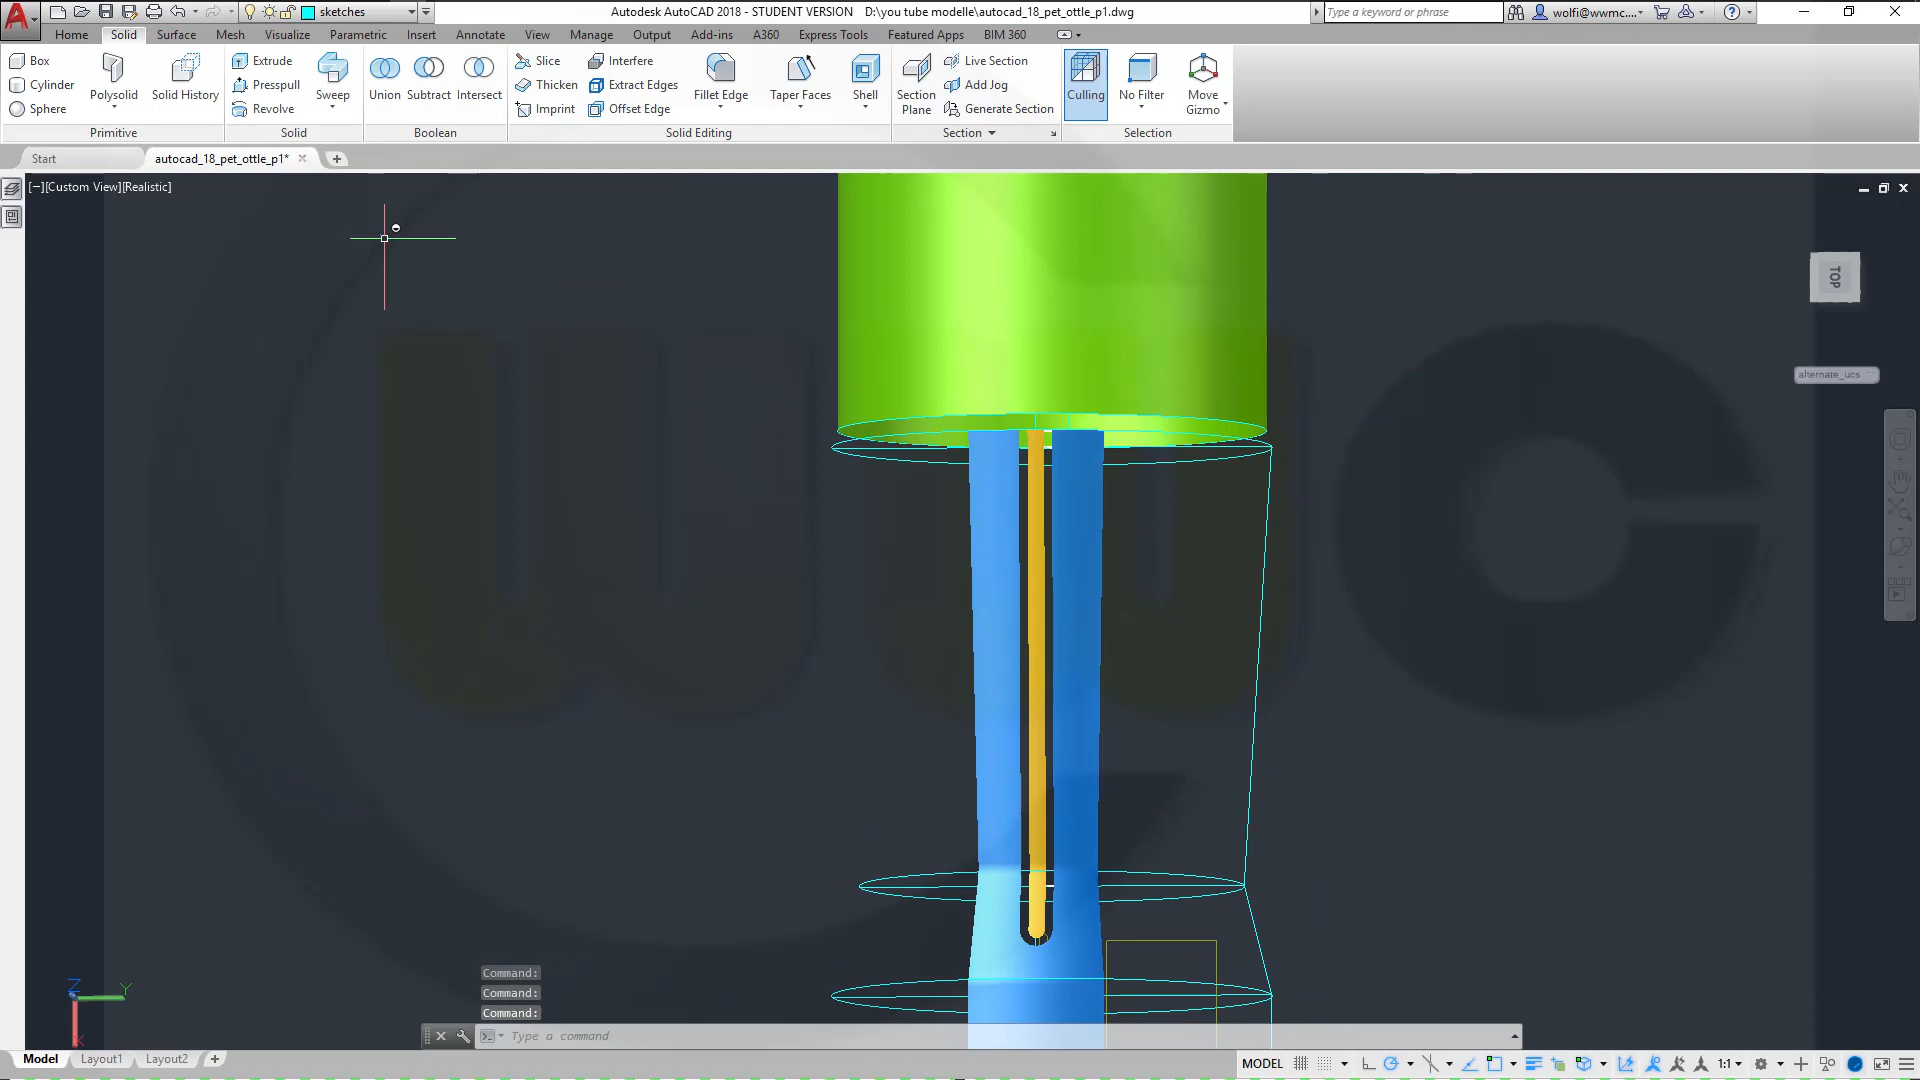 sketches
Autodesk AutoCAD 2018 - STUDENT VERSION D:\you tube modelle\autocad_18_pet_ottle_p1.dwg
Type a keyword or phrase
wolfi@wwmc....
Home Solid Surface Mesh Visualize Parametric Insert Annotate View Manage Output Add-ins A360 Express Tools Featured Apps BIM 360
Box
Cylinder
Sphere
Polysolid
Solid History
Primitive
Extrude
Presspull
Revolve
Sweep
Solid
Union
Subtract
Intersect
Boolean
Slice
Thicken
Imprint
Interfere
Extract Edges
Offset Edge
Fillet Edge
Taper Faces
Shell
Solid Editing
Section Plane
Live Section
Add Jog
Generate Section
Section
Culling
No Filter
Move Gizmo
Selection
Start
autocad_18_pet_ottle_p1*
[−][Custom View][Realistic]
TOP
alternate_ucs
wwc
Z
Y
X
Command:
Command:
Command:
Type a command
Model
Layout1
Layout2
MODEL
1:1